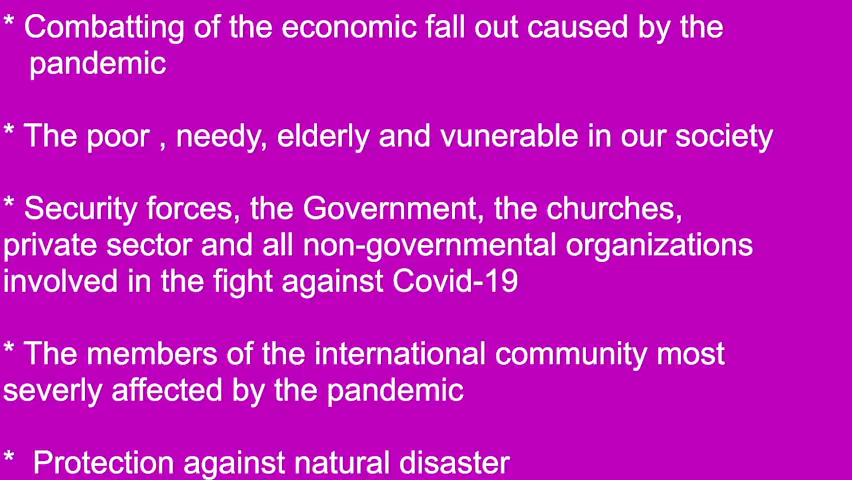 * Combatting of the economic fall out caused by the
pandemic
* The poor , needy, elderly and vunerable in our society
* Security forces, the Government, the churches,
private sector and all non-governmental organizations
involved in the fight against Covid-19
* The members of the international community most
severly affected by the pandemic
* Protection against natural disaster